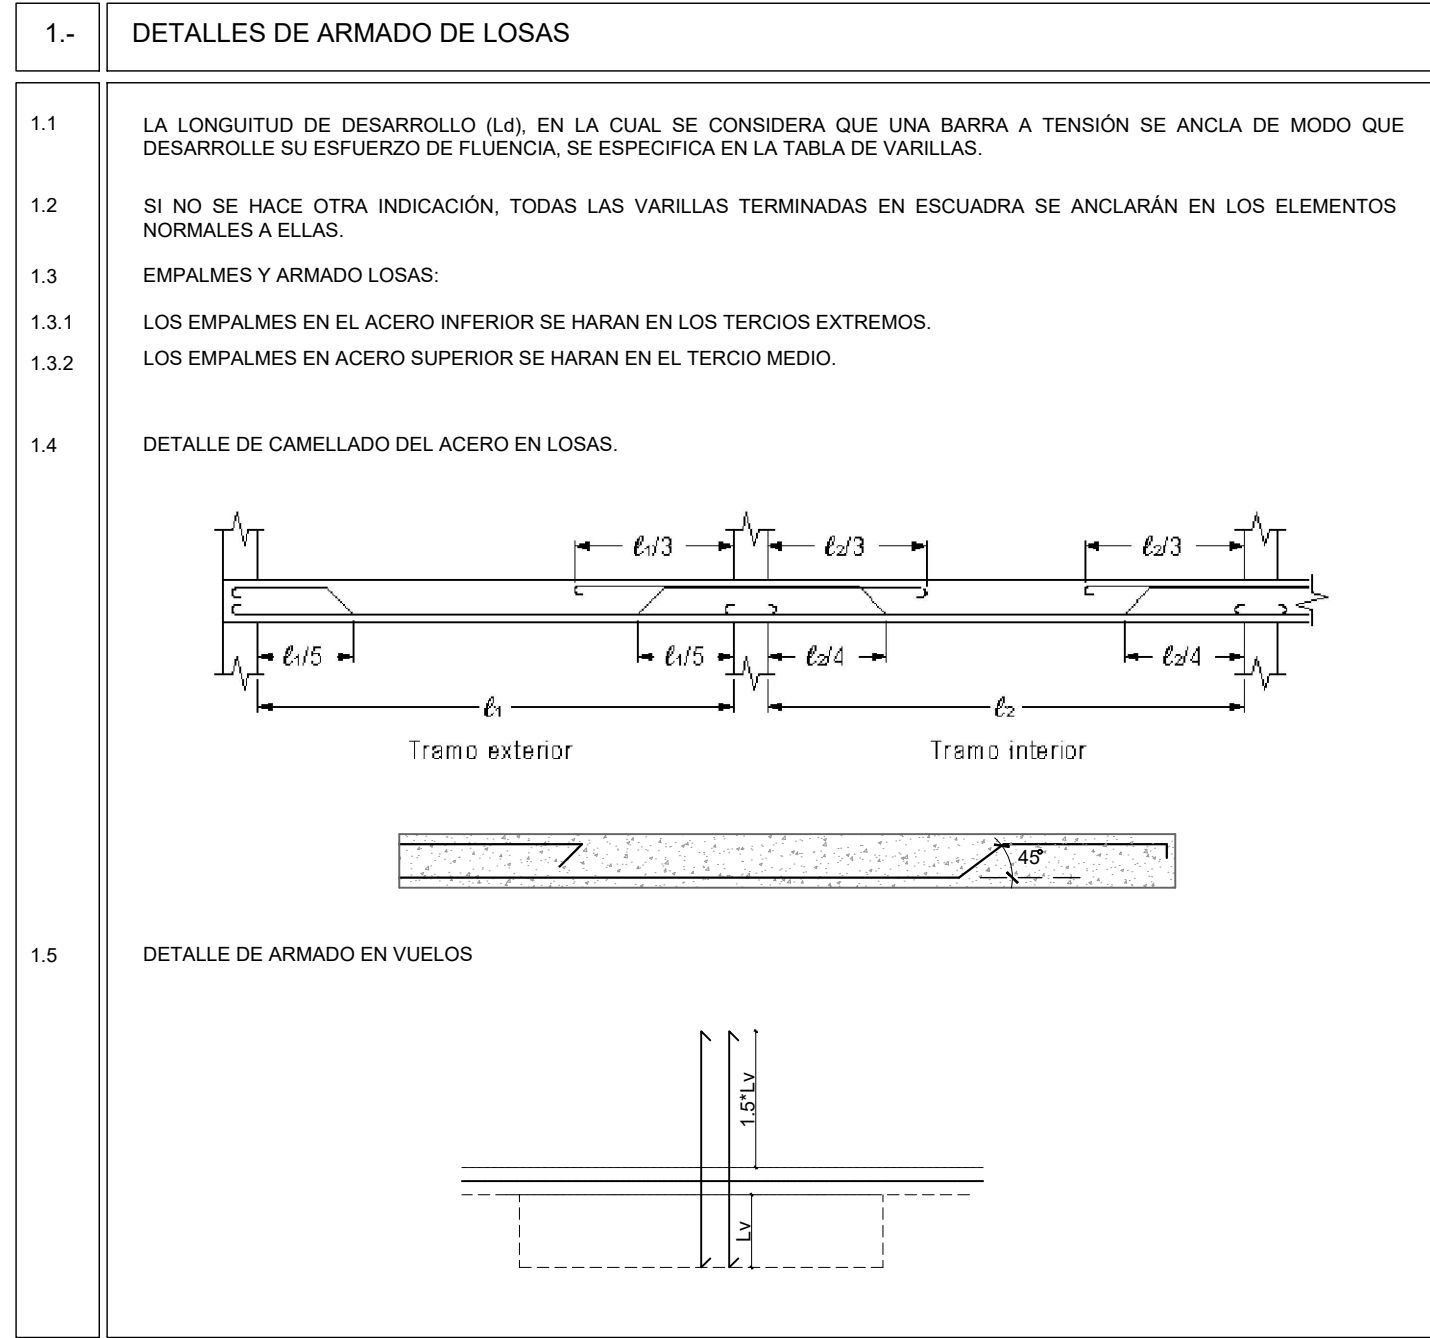 1.- DETALLES DE ARMADO DE LOSAS
1.1 LA LONGUITUD DE DESARROLLO (Ld), EN LA CUAL SE CONSIDERA QUE UNA BARRA A TENSIÓN SE ANCLA DE MODO QUE
DESARROLLE SU ESFUERZO DE FLUENCIA, SE ESPECIFICA EN LA TABLA DE VARILLAS.
1.2 SI NO SE HACE OTRA INDICACIÓN, TODAS LAS VARILLAS TERMINADAS EN ESCUADRA SE ANCLARÁN EN LOS ELEMENTOS
NORMALES A ELLAS.
1.3 EMPALMES Y ARMADO LOSAS:
1.3.1 LOS EMPALMES EN EL ACERO INFERIOR SE HARAN EN LOS TERCIOS EXTREMOS.
1.3.2 LOS EMPALMES EN ACERO SUPERIOR SE HARAN EN EL TERCIO MEDIO.
1.4 DETALLE DE CAMELLADO DEL ACERO EN LOSAS.
ℓ1/3 ℓ2/3 ℓ2/3
ℓ1/5 ℓ1/5 ℓ2/4 ℓ2/4
ℓ1 ℓ2
Tramo exterior Tramo interior
45°
1.5 DETALLE DE ARMADO EN VUELOS
1.5*Lv
Lv